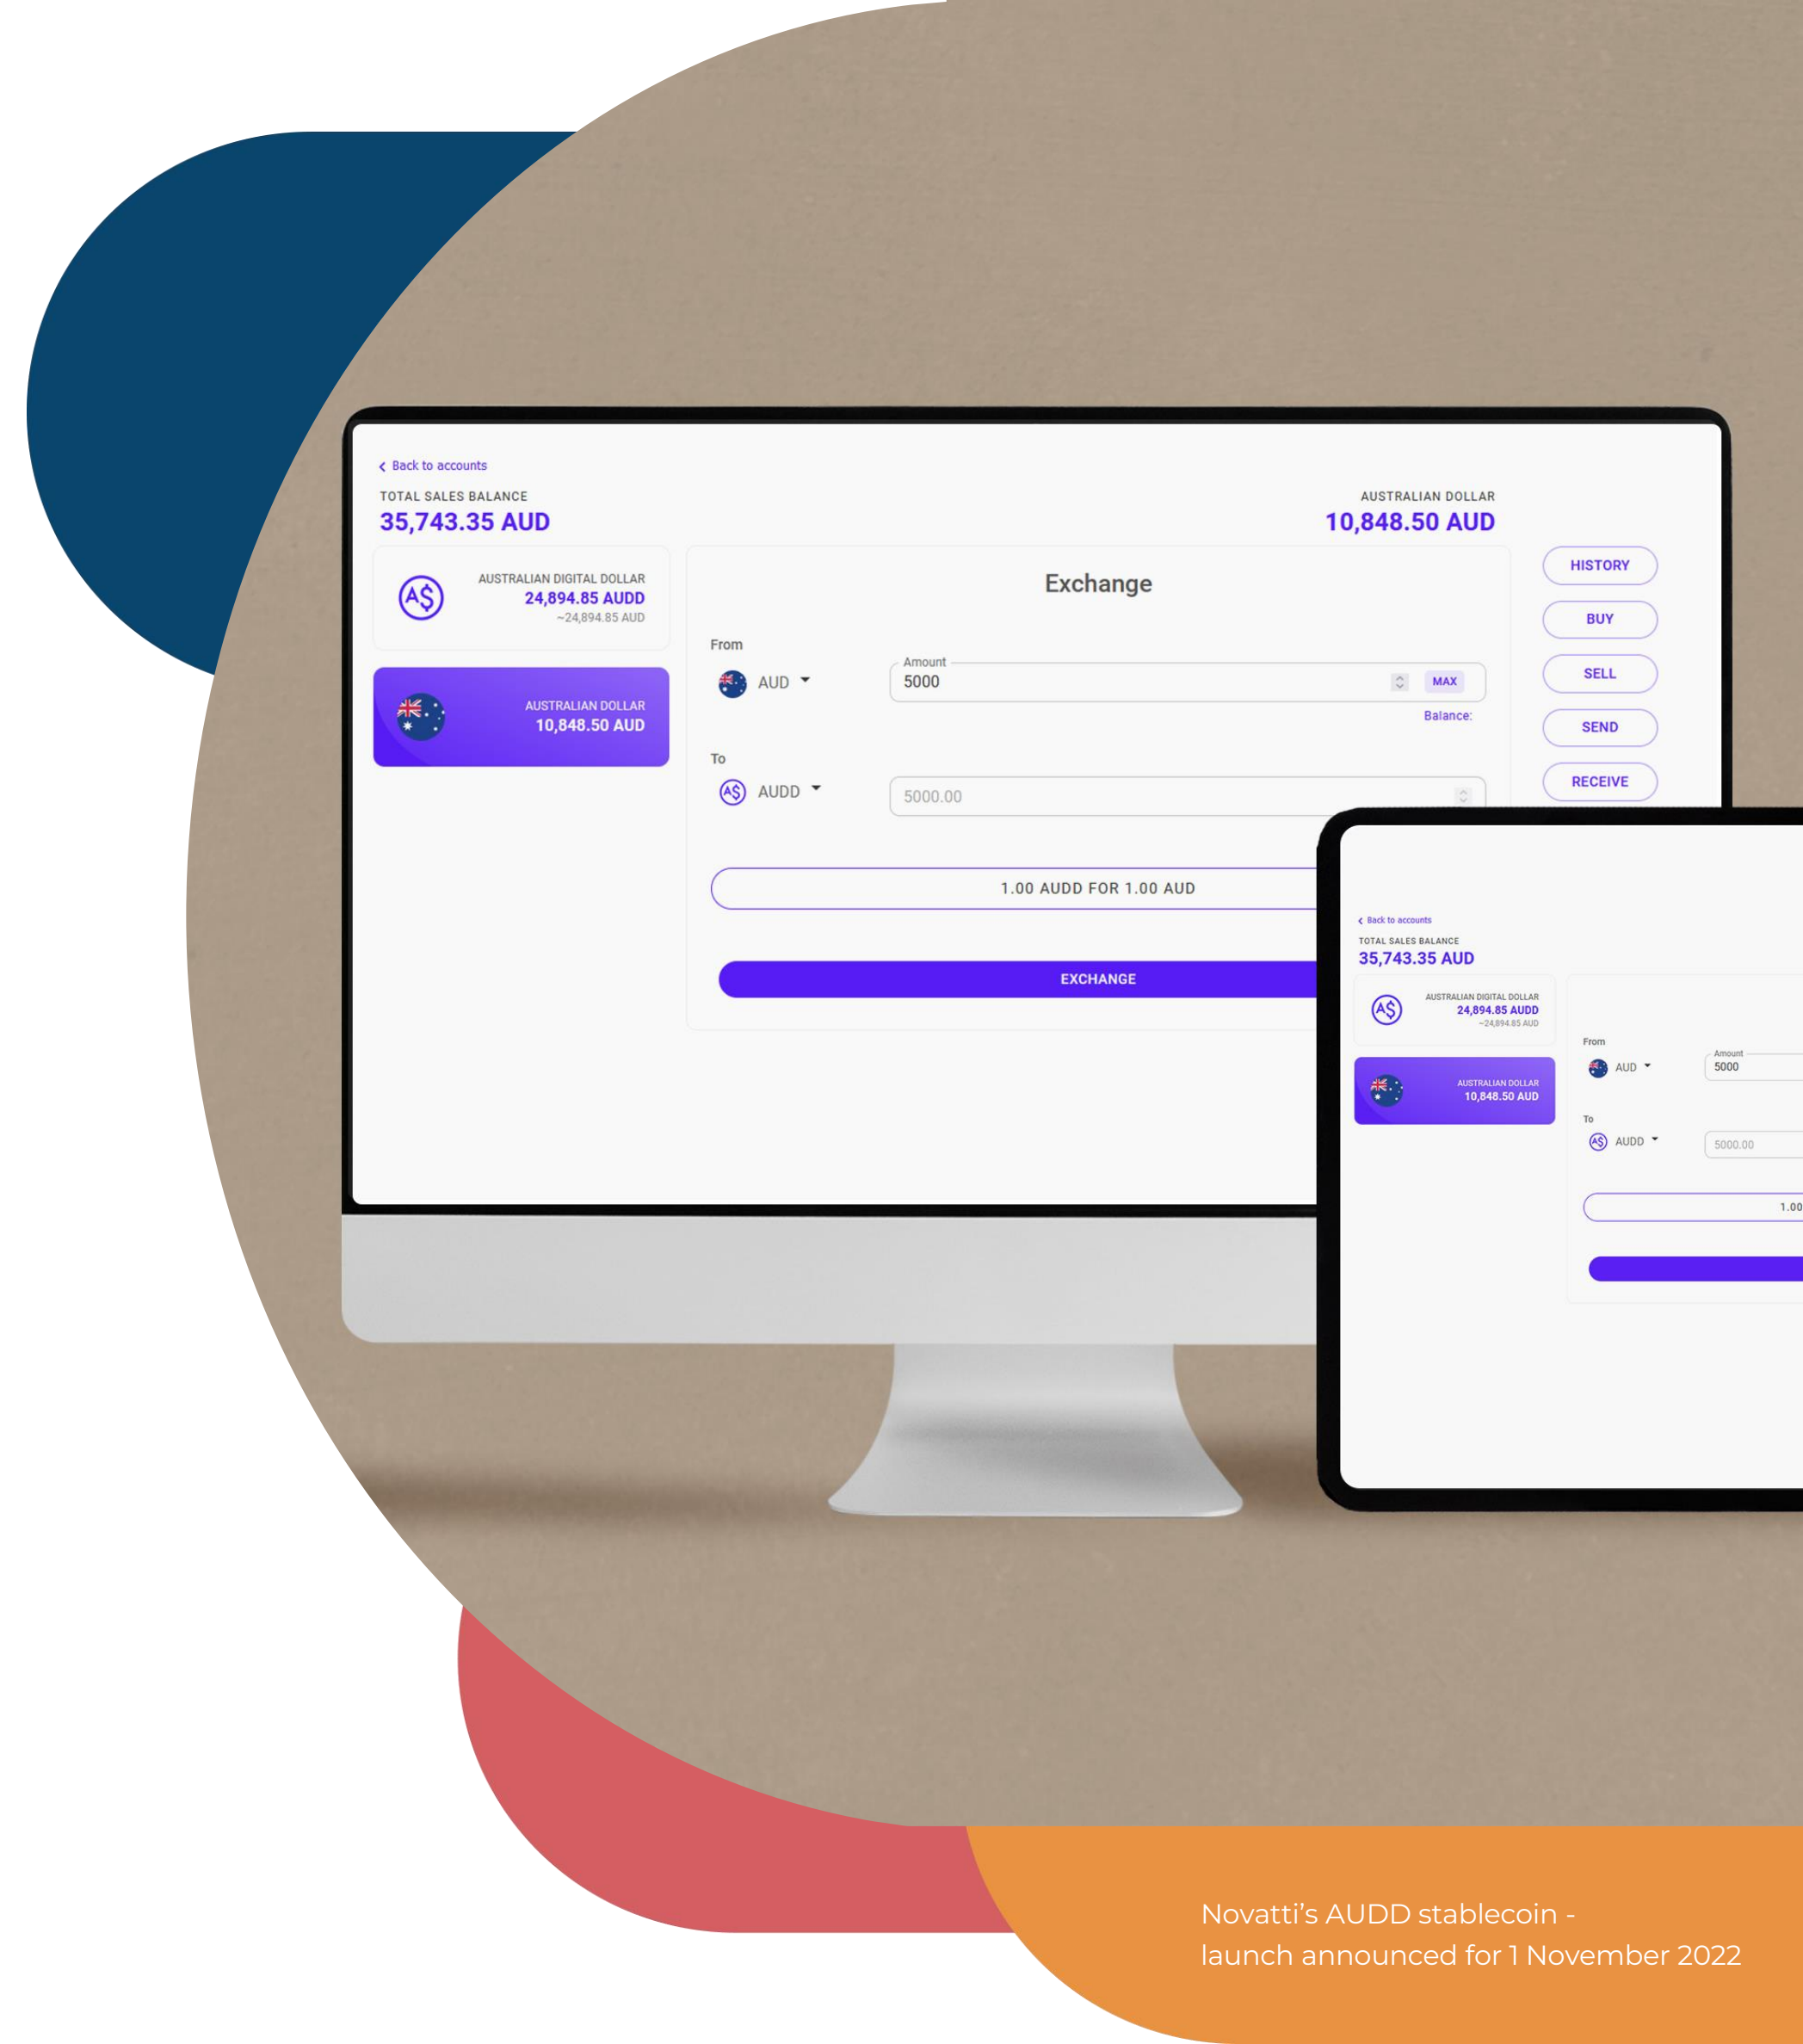 Back to accounts
TOTAL SALES BALANCE
35,743.35 AUD
AUSTRALIAN DOLLAR
10,848.50 AUD
A$
AUSTRALIAN DIGITAL DOLLAR
24,894.85 AUDD
~24,894.85 AUD
AUSTRALIAN DOLLAR
10,848.50 AUD
Exchange
From
AUD
Amount
5000
MAX
Balance:
To
A$
AUDD
5000.00
1.00 AUDD FOR 1.00 AUD
EXCHANGE
HISTORY
BUY
SELL
SEND
RECEIVE
Back to accounts
TOTAL SALES BALANCE
35,743.35 AUD
A$
AUSTRALIAN DIGITAL DOLLAR
24,894.85 AUDD
~24,894.85 AUD
AUSTRALIAN DOLLAR
10,848.50 AUD
From
AUD
Amount
5000
To
A$
AUDD
5000.00
1.00
Novatti’s AUDD stablecoin -
launch announced for 1 November 2022